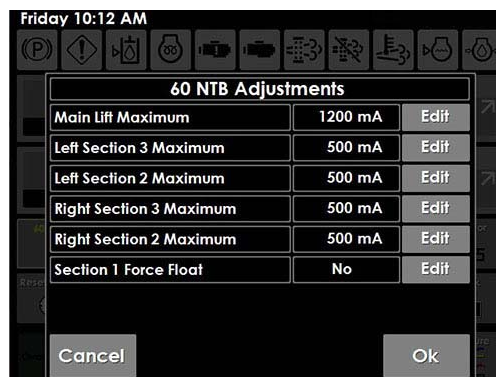 Friday 10:12 AM
(P)
60 NTB Adjustments
Main Lift Maximum 1200 mA Edit
Left Section 3 Maximum 500 mA Edit
Left Section 2 Maximum 500 mA Edit
Right Section 3 Maximum 500 mA Edit
Right Section 2 Maximum 500 mA Edit
Section 1 Force Float No Edit
Cancel Ok